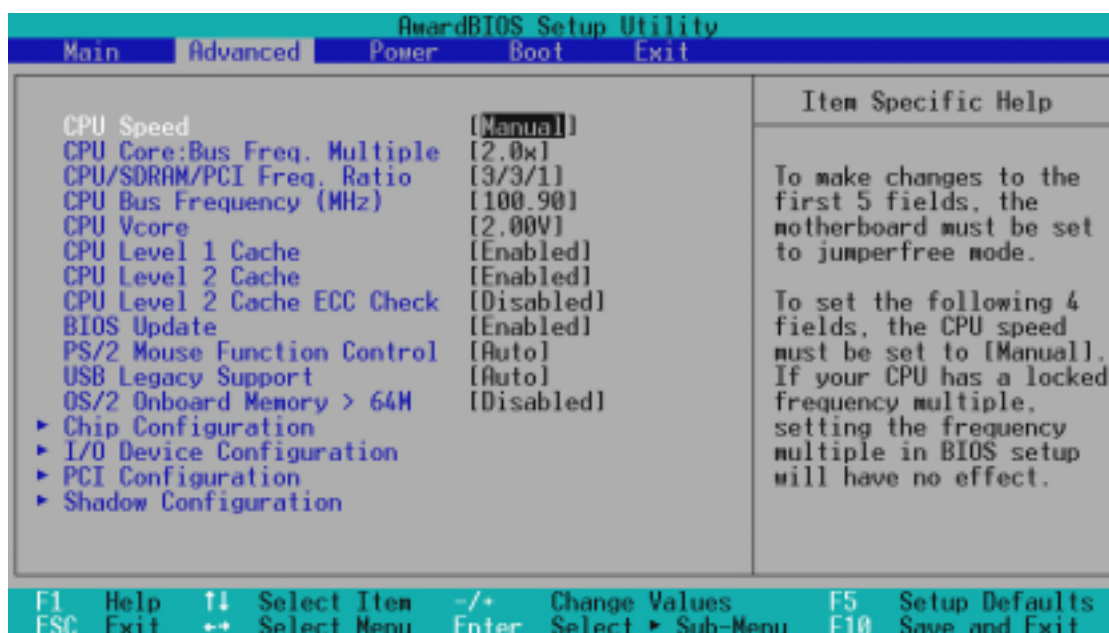 AwardBIOS Setup Utility
Main Advanced Power Boot Exit
Item Specific Help
CPU Speed [Manual]
CPU Core:Bus Freq. Multiple [2.0x]
CPU/SDRAM/PCI Freq. Ratio [3/3/1]
CPU Bus Frequency (MHz) [100.90]
CPU Vcore [2.00V]
CPU Level 1 Cache [Enabled]
CPU Level 2 Cache [Enabled]
CPU Level 2 Cache ECC Check [Disabled]
BIOS Update [Enabled]
PS/2 Mouse Function Control [Auto]
USB Legacy Support [Auto]
OS/2 Onboard Memory > 64M [Disabled]
► Chip Configuration
► I/O Device Configuration
► PCI Configuration
► Shadow Configuration
To make changes to the
first 5 fields, the
motherboard must be set
to jumperfree mode.
To set the following 4
fields, the CPU speed
must be set to [Manual].
If your CPU has a locked
frequency multiple,
setting the frequency
multiple in BIOS setup
will have no effect.
F1 Help ↑↓ Select Item -/+ Change Values F5 Setup Defaults
ESC Exit ←→ Select Menu Enter Select ► Sub-Menu F10 Save and Exit